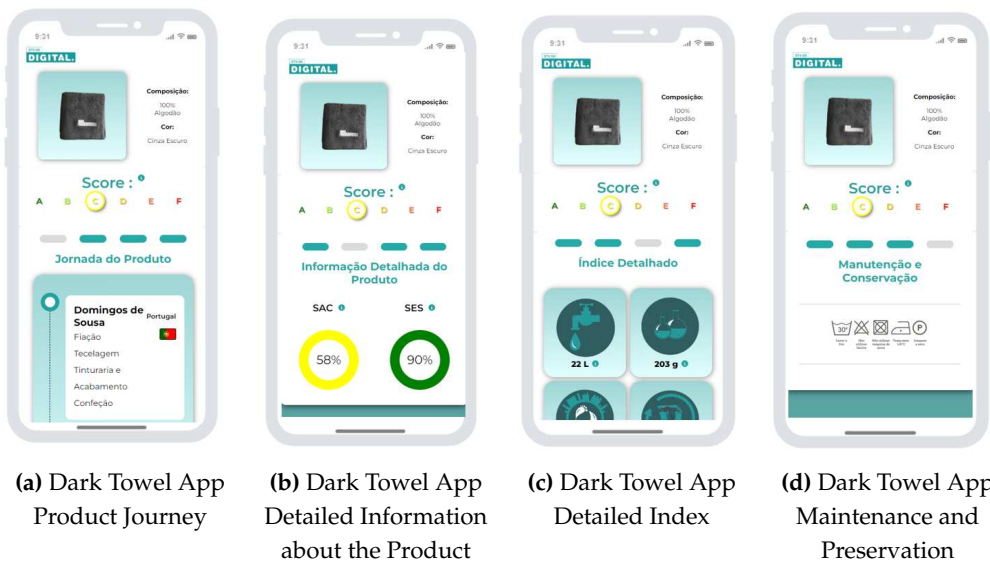 9:31
DIGITAL.
Composição:
100%
Algodão
Cor:
Cinza Escuro
Score :
A B C D E F
Jornada do Produto
Domingos de
Sousa
Portugal
Fiação
Tecelagem
Tinturaria e
Acabamento
Confeção
(a) Dark Towel App
Product Journey
9:31
DIGITAL.
Composição:
100%
Algodão
Cor:
Cinza Escuro
Score :
A B C D E F
Informação Detalhada do
Produto
SAC SES
58% 90%
(b) Dark Towel App
Detailed Information
about the Product
9:31
DIGITAL.
Composição:
100%
Algodão
Cor:
Cinza Escuro
Score :
A B C D E F
Índice Detalhado
22 L 203 g
(c) Dark Towel App
Detailed Index
9:31
DIGITAL.
Composição:
100%
Algodão
Cor:
Cinza Escuro
Score :
A B C D E F
Manutenção e
Conservação
30° P
(d) Dark Towel App
Maintenance and
Preservation